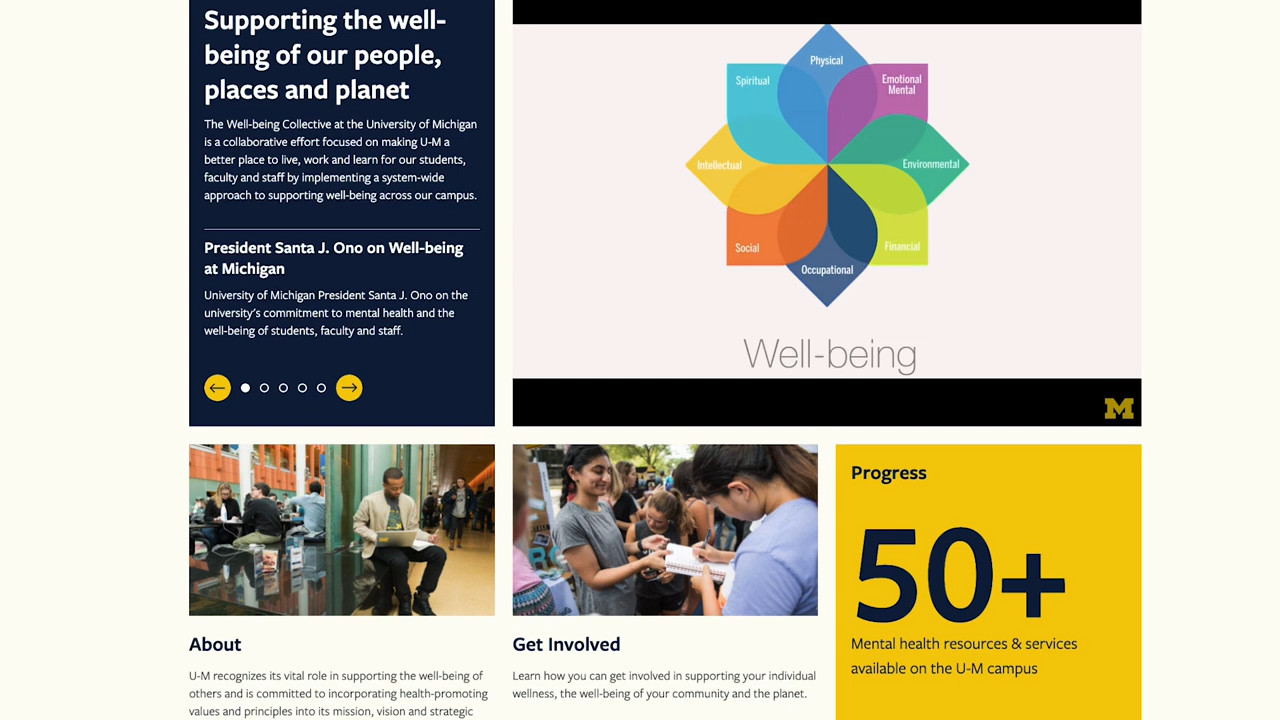 Supporting the well-
being of our people,
places and planet
The Well-being Collective at the University of Michigan
is a collaborative effort focused on making U-M a
better place to live, work and learn for our students,
faculty and staff by implementing a system-wide
approach to supporting well-being across our campus.
President Santa J. Ono on Well-being
at Michigan
University of Michigan President Santa J. Ono on the
university's commitment to mental health and the
well-being of students, faculty and staff.
Physical
Spiritual
Emotional
Mental
Intellectual
Environmental
Social
Financial
Occupational
Well-being
M
About
U-M recognizes its vital role in supporting the well-being of
others and is committed to incorporating health-promoting
values and principles into its mission, vision and strategic
Get Involved
Learn how you can get involved in supporting your individual
wellness, the well-being of your community and the planet.
Progress
50+
Mental health resources & services
available on the U-M campus